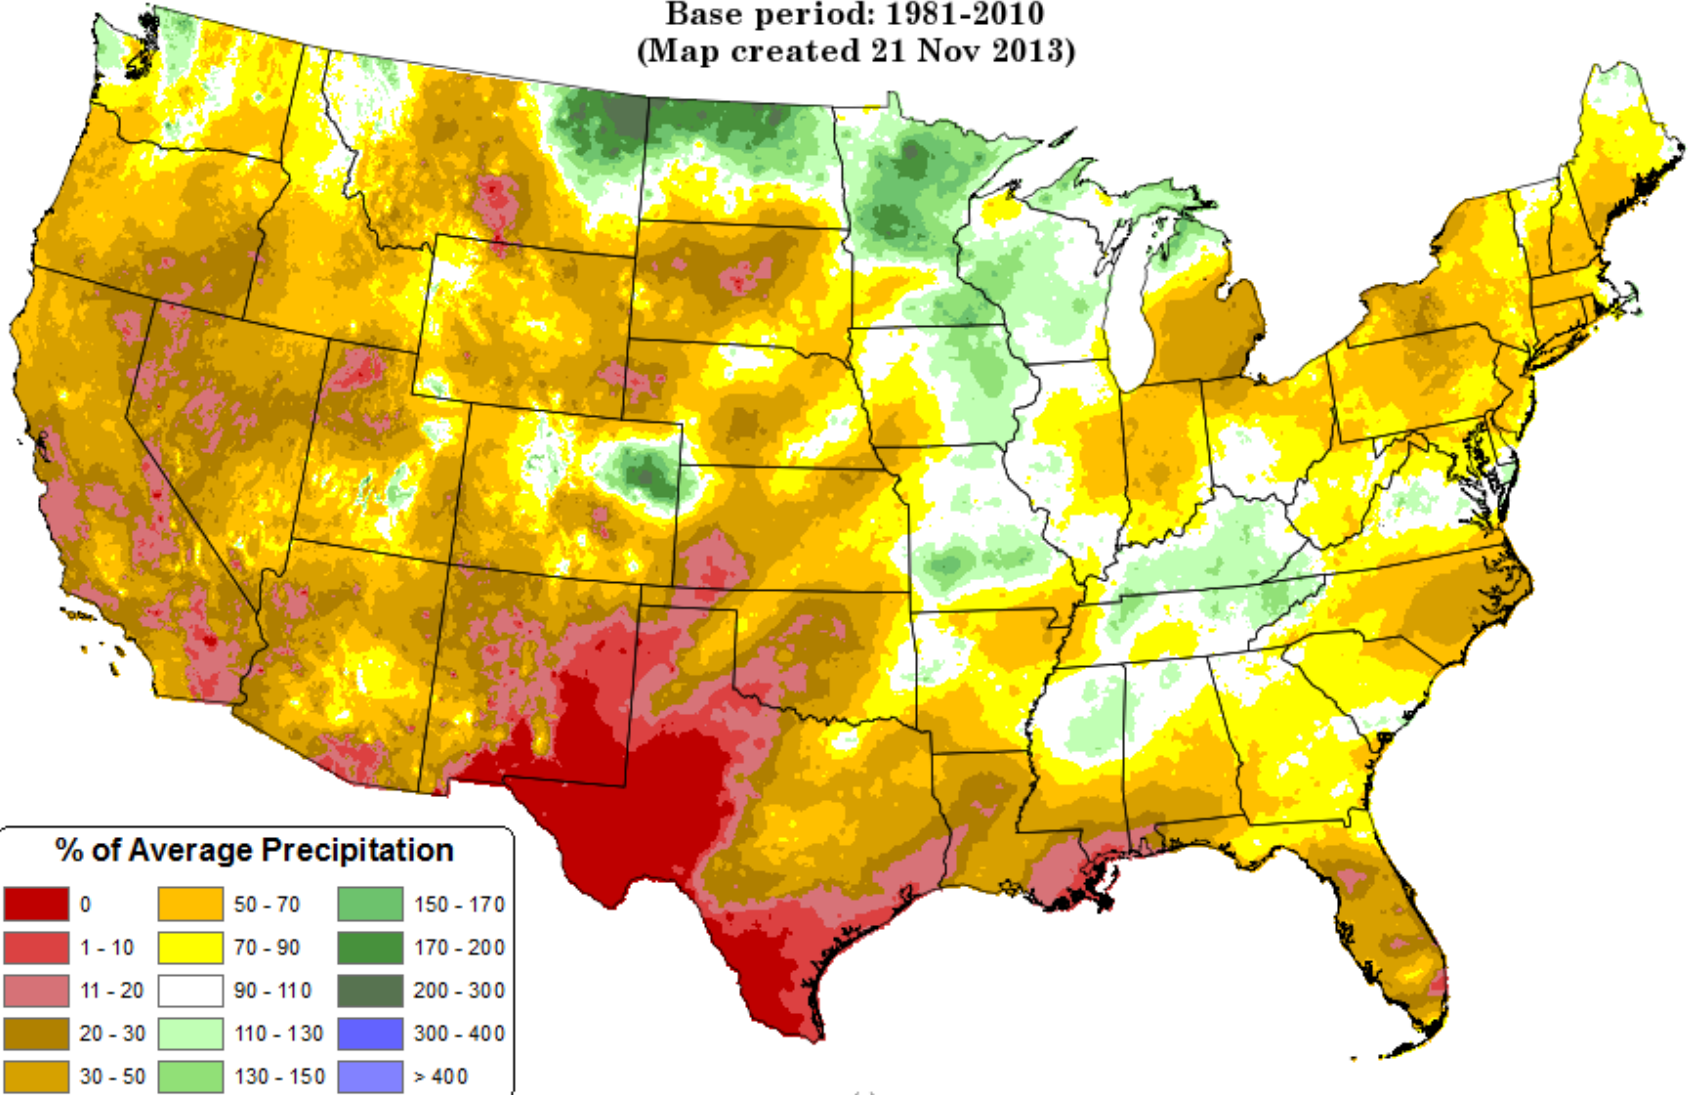 Base period: 1981-2010
(Map created 21 Nov 2013)
% of Average Precipitation
0
50 - 70
150 - 170
1 - 10
70 - 90
170 - 200
11 - 20
90 - 110
200 - 300
20 - 30
110 - 130
300 - 400
30 - 50
130 - 150
> 400